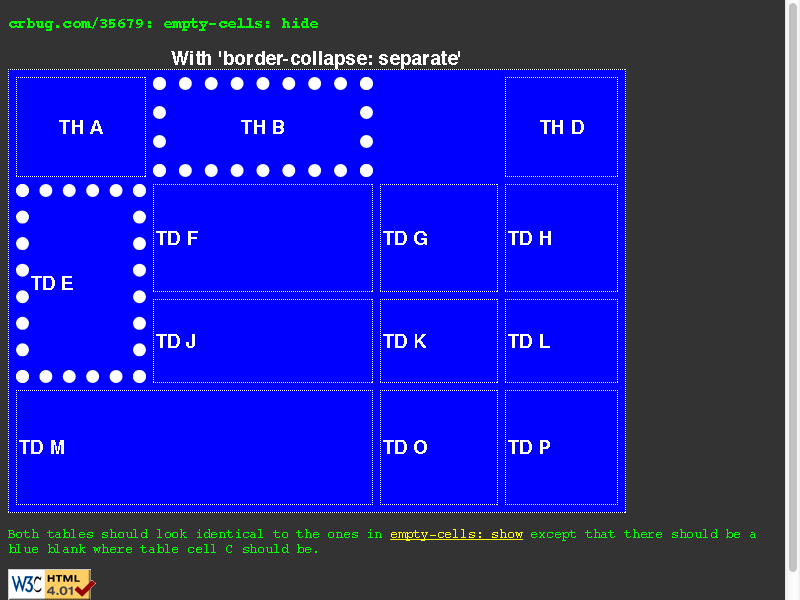 crbug.com/35679: empty-cells: hide
With 'border-collapse: separate'
TH A TH B TH D
TD F TD G TD H
TD E
TD J TD K TD L
TD M TD O TD P
Both tables should look identical to the ones in empty-cells: show except that there should be a
blue blank where table cell C should be.
W3C HTML 4.01